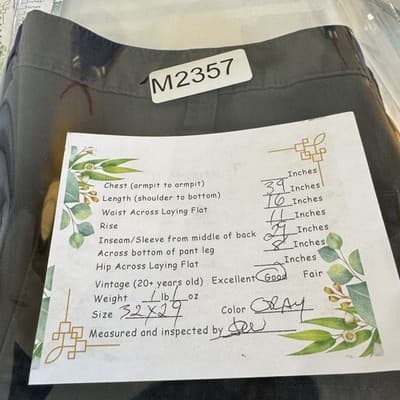 M2357
Chest (armpit to armpit) Inches
Length (shoulder to bottom) 39 Inches
Waist Across Laying Flat 16 Inches
Rise 11 Inches
Inseam/Sleeve from middle of back Inches
Across bottom of pant leg 8 Inches
Hip Across Laying Flat Inches
Vintage (20+ years old) Excellent Good Fair
Weight 1 lb 1 oz
Size 32X29 Color GRAY
Measured and inspected by